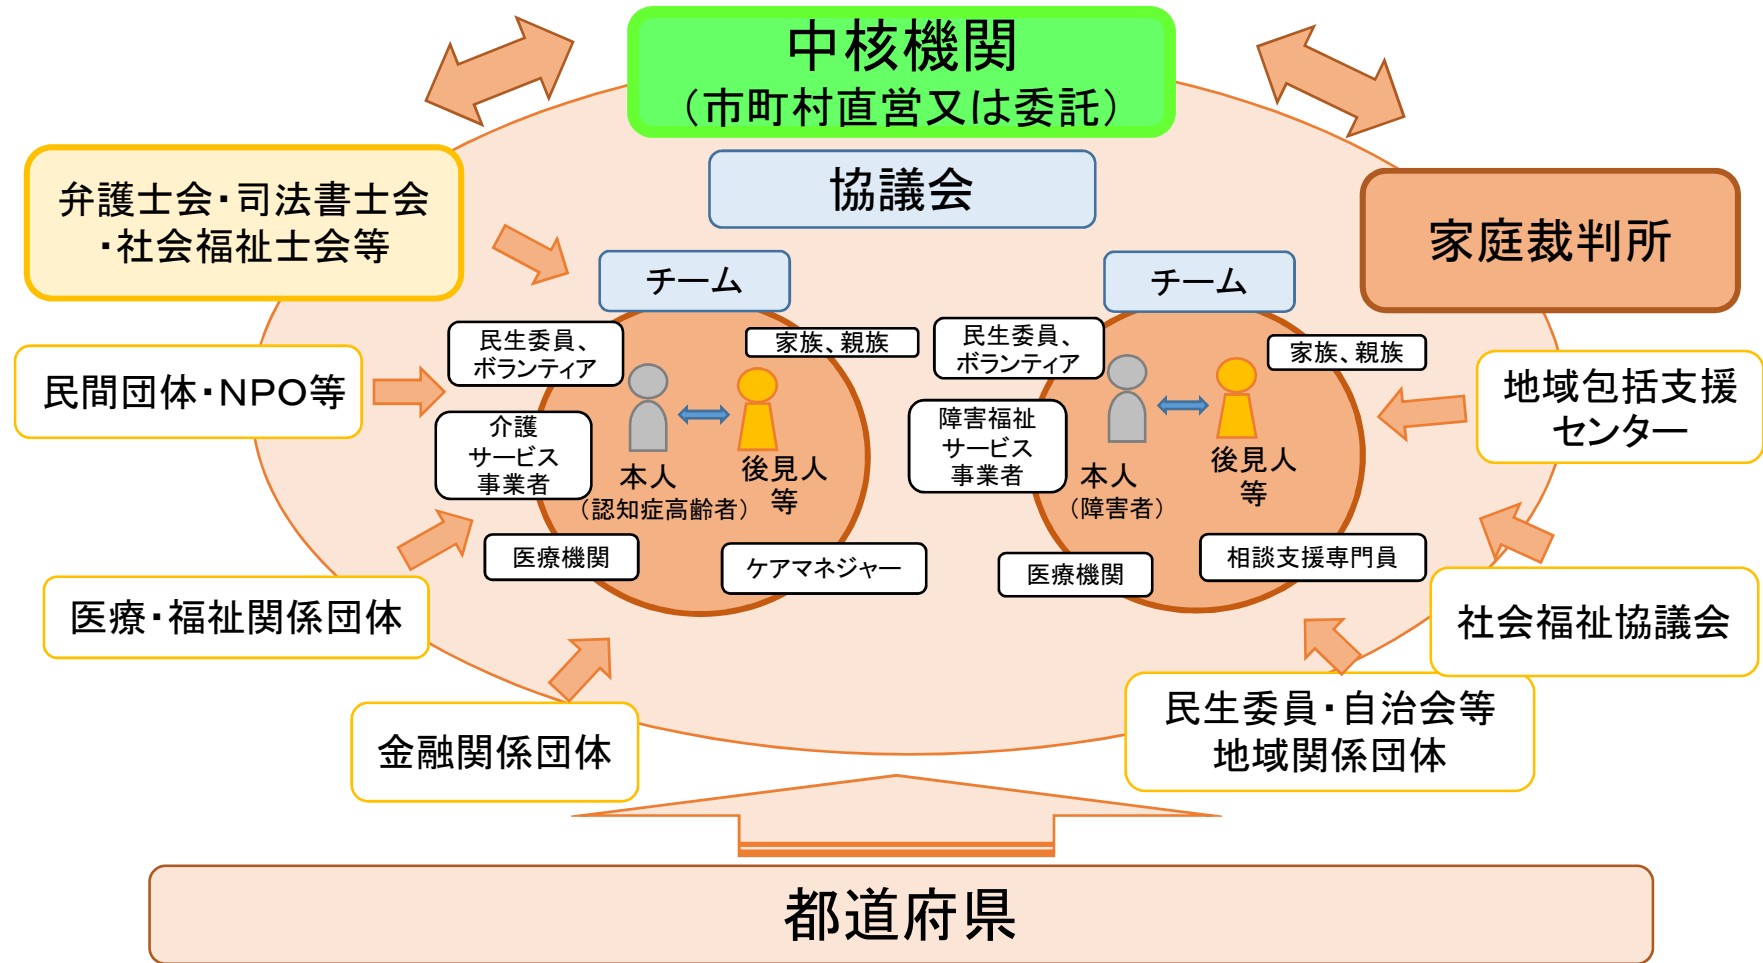 中核機関
（市町村直営又は委託）
協議会
弁護士会・司法書士会
・社会福祉士会等
家庭裁判所
チーム
チーム
民生委員、
ボランティア
家族、親族
民生委員、
ボランティア
家族、親族
民間団体・NPO等
地域包括支援
センター
介護
サービス
事業者
本人
（認知症高齢者）
後見人
等
障害福祉
サービス
事業者
本人
（障害者）
後見人
等
医療機関
ケアマネジャー
医療機関
相談支援専門員
医療・福祉関係団体
社会福祉協議会
金融関係団体
民生委員・自治会等
地域関係団体
都道府県